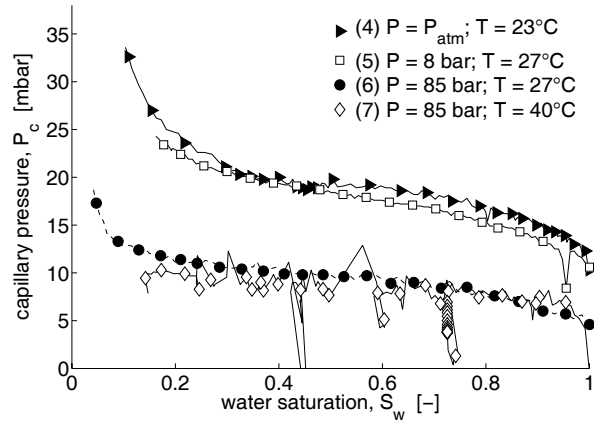 (4) P = P_atm; T = 23°C
(5) P = 8 bar; T = 27°C
(6) P = 85 bar; T = 27°C
(7) P = 85 bar; T = 40°C
capillary pressure, P_c [mbar]
35
30
25
20
15
10
5
0
0 0.2 0.4 0.6 0.8 1
water saturation, S_w [-]